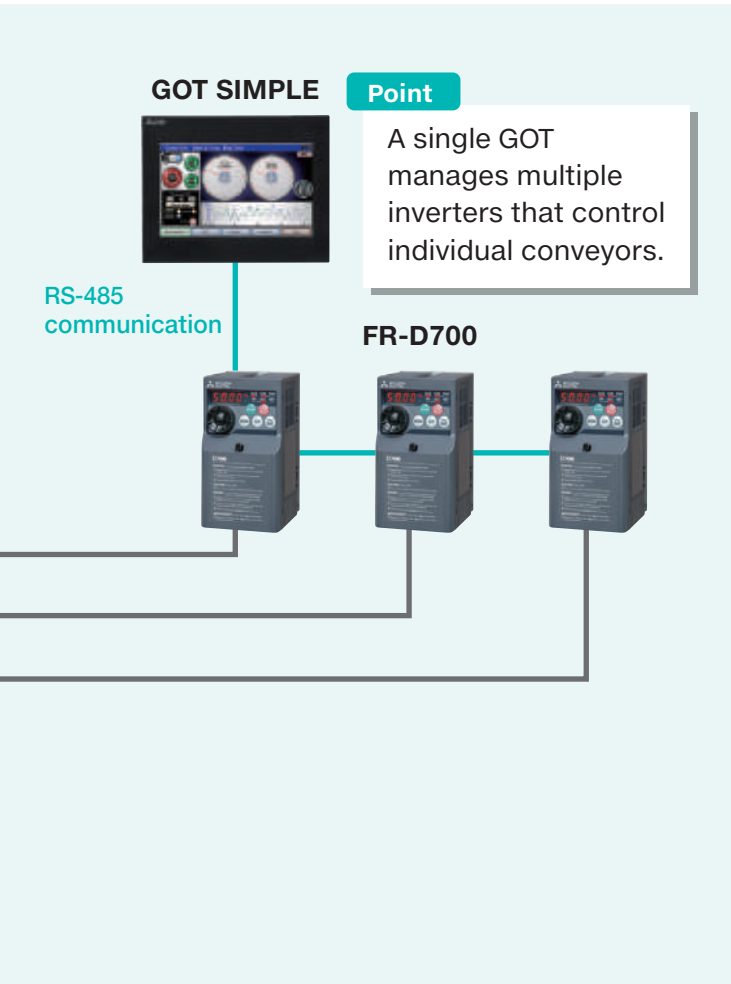 GOT SIMPLE
Point
A single GOT
manages multiple
inverters that control
individual conveyors.
RS-485
communication
FR-D700